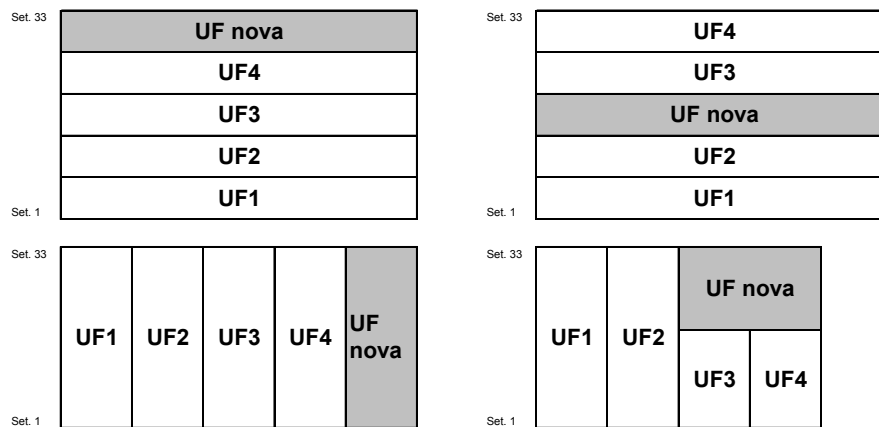 Set. 33
UF nova
UF4
UF3
UF2
UF1
Set. 1
Set. 33
UF4
UF3
UF nova
UF2
UF1
Set. 1
Set. 33
UF1 UF2 UF3 UF4 UF
nova
Set. 1
Set. 33
UF nova
UF1 UF2
UF3 UF4
Set. 1